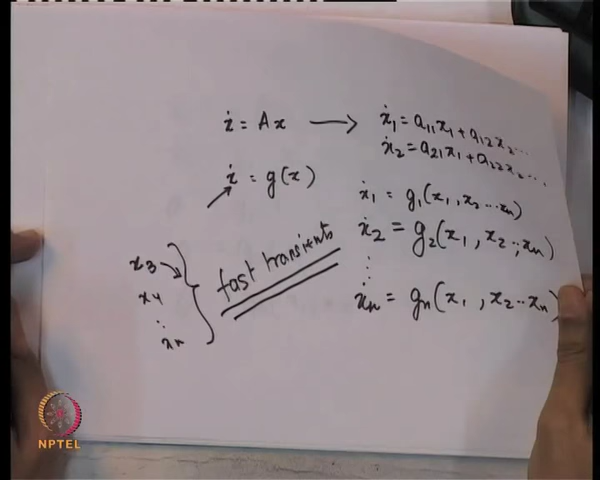 ẋ = Ax → ẋ₁ = a₁₁x₁ + a₁₂x₂ ...
ẋ₂ = a₂₁x₁ + a₂₂x₂ ...
ẋ = g(x)
ẋ₁ = g₁(x₁, x₂ ... xₙ)
ẋ₂ = g₂(x₁, x₂ .., xₙ)
⋮
ẋₙ = gₙ(x₁, x₂ .. xₙ)
x₃
x₄
⋮
xₙ
fast transients
NPTEL